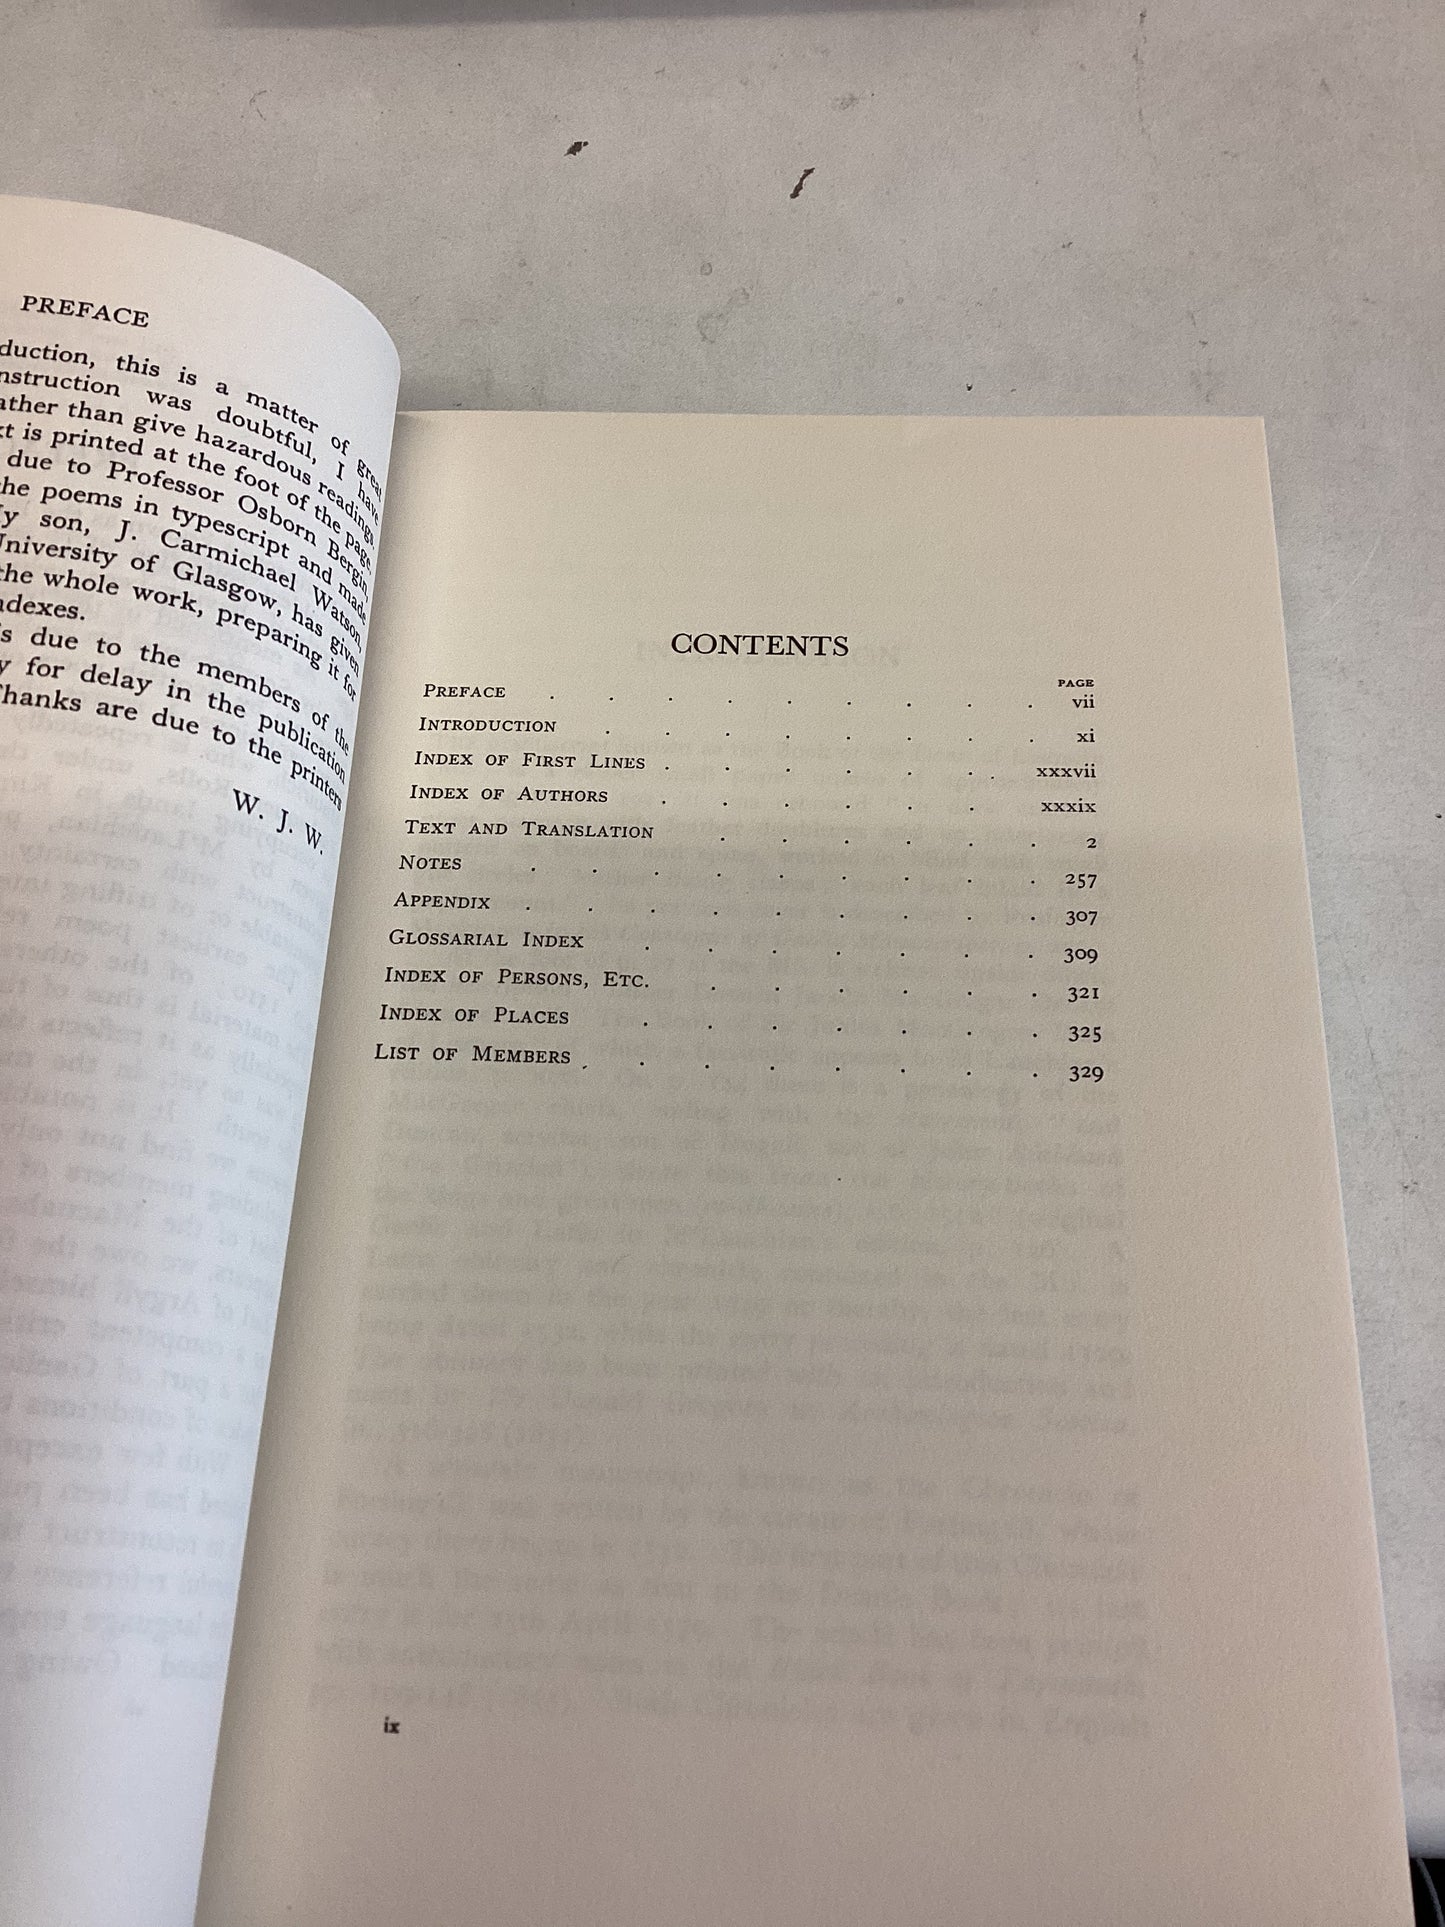 PREFACE
duction, this is a matter of great
nstruction was doubtful, I have
ather than give hazardous readings.
xt is printed at the foot of the page.
due to Professor Osborn Bergin,
he poems in typescript and made
y son, J. Carmichael Watson,
University of Glasgow, has given
the whole work, preparing it for
ndexes.
is due to the members of the
y for delay in the publication
Thanks are due to the printers
W. J. W.
CONTENTS
PAGE
PREFACE . . . . . . . . . vii
INTRODUCTION . . . . . . . . xi
INDEX OF FIRST LINES . . . . . . . xxxvii
INDEX OF AUTHORS . . . . . . xxxix
TEXT AND TRANSLATION . . . . . . 2
NOTES . . . . . . . . . 257
APPENDIX . . . . . . . . . 307
GLOSSARIAL INDEX . . . . . . . 309
INDEX OF PERSONS, ETC. . . . . . . 321
INDEX OF PLACES . . . . . . . 325
LIST OF MEMBERS . . . . . . . . 329
ix